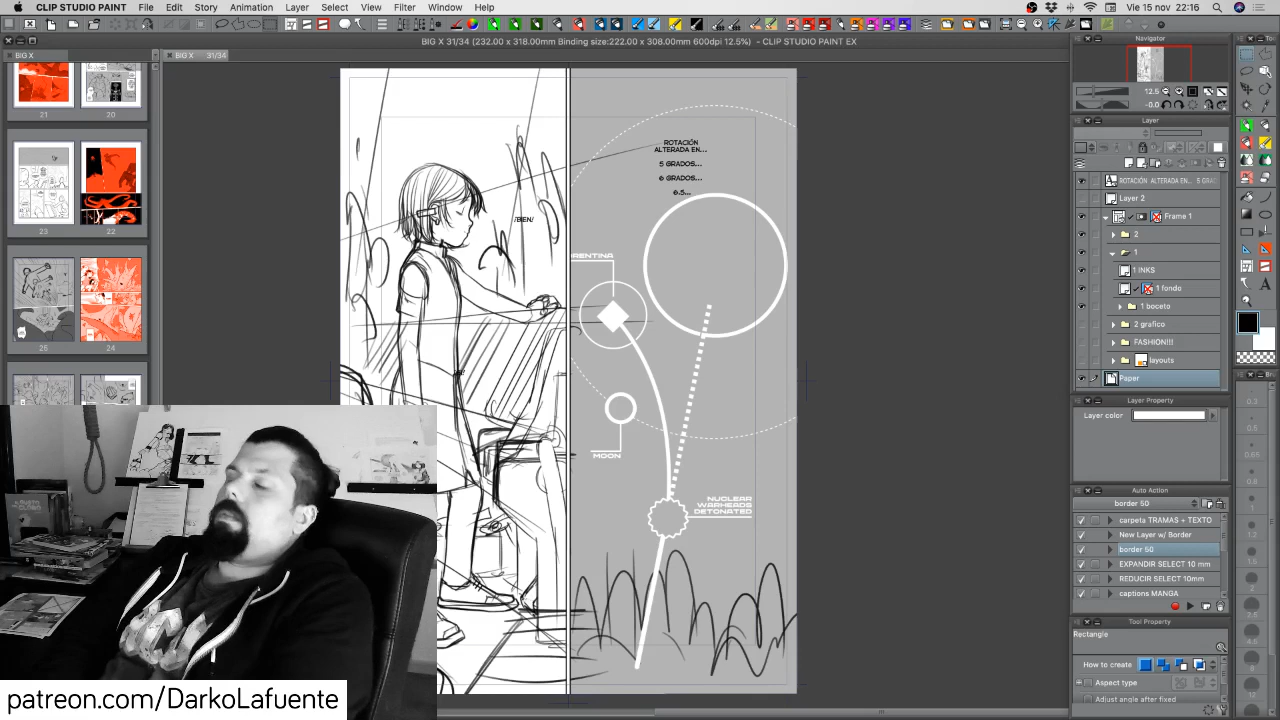 CLIP STUDIO PAINT File Edit Story Animation Layer Select View Filter Window Help
Vie 15 nov 22:16
BIG X 31/34 (232.00 x 318.00mm Binding size:222.00 x 308.00mm 600dpi 12.5%) - CLIP STUDIO PAINT EX
BIG X
BIG X 31/34
21
20
23
22
25
24
ROTACIÓN
ALTERADA EN...
5 GRADOS...
6 GRADOS...
6.5...
¡BIEN!
ORENTINA
MOON
NUCLEAR
WARHEADS
DETONATED
Navigator
12.5
-0.0
Layer
ROTACIÓN ALTERADA EN... 5 GRAD
Layer 2
Frame 1
2
1
1 INKS
1 fondo
1 boceto
2 grafico
FASHION!!!
layouts
Paper
Layer Property
Layer color
Auto Action
border 50
carpeta TRAMAS + TEXTO
New Layer w/ Border
border 50
EXPANDIR SELECT 10 mm
REDUCIR SELECT 10mm
captions MANGA
Tool Property
Rectangle
How to create
Aspect type
Adjust angle after fixed
patreon.com/DarkoLafuente